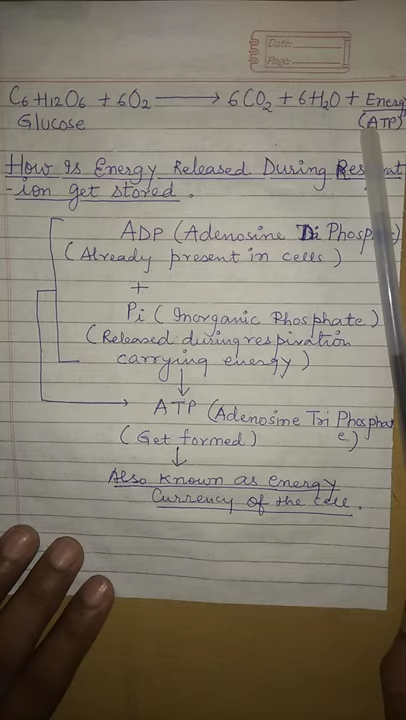 Date:
Page:
C6H12O6 + 6O2 ⟶ 6CO2 + 6H2O + Energy
Glucose (ATP)
How Is Energy Released During Respirat
-ion get stored.
ADP (Adenosine Di Phosphate)
(Already present in cells)
+
Pi (Inorganic Phosphate)
(Released during respiration
carrying energy)
↓
ATP (Adenosine Tri Phosphat
(Get formed) e)
↓
Also known as energy
Currency of the cell.